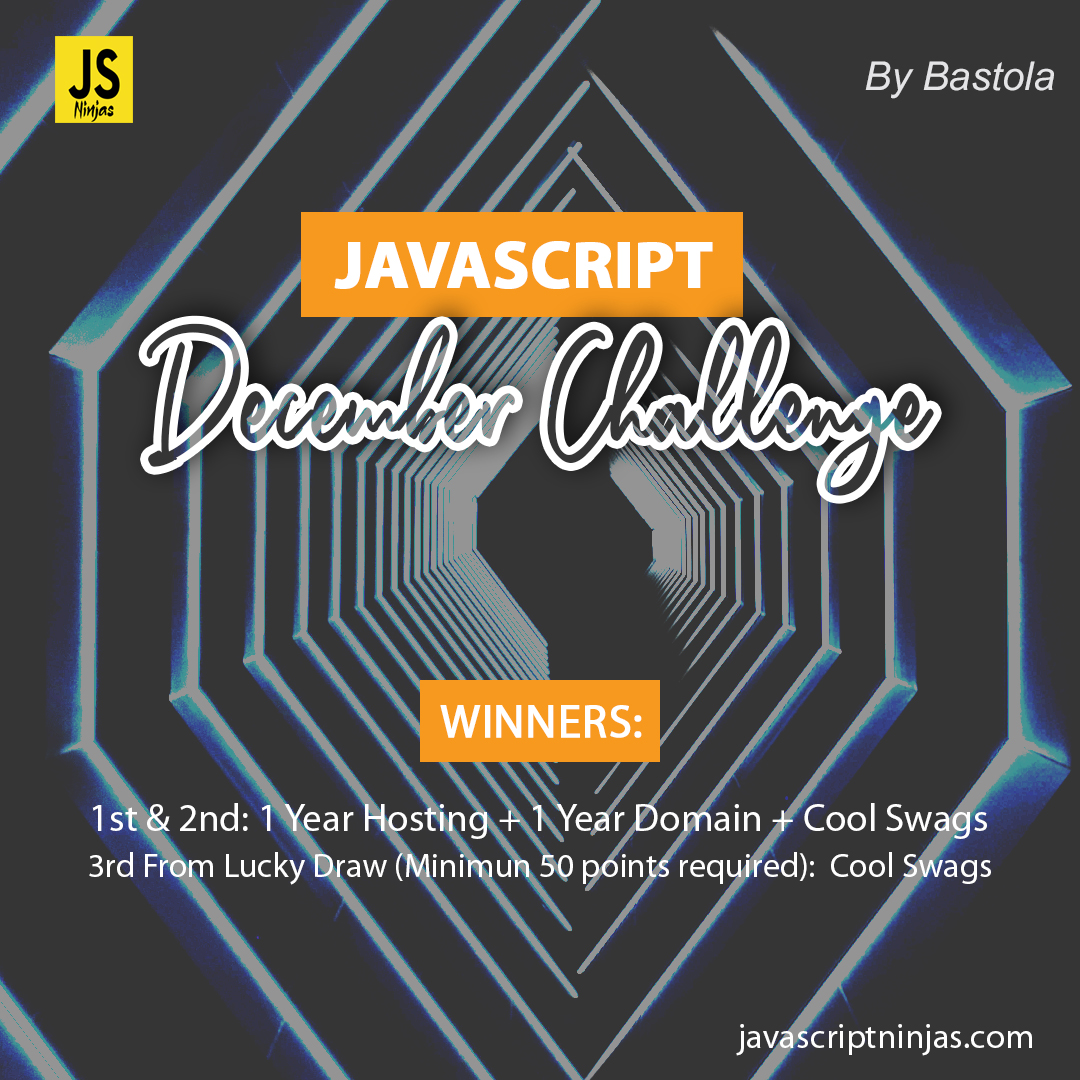 JS
Ninjas
By Bastola
JAVASCRIPT
December Challenge
WINNERS:
1st & 2nd: 1 Year Hosting + 1 Year Domain + Cool Swags
3rd From Lucky Draw (Minimun 50 points required): Cool Swags
javascriptninjas.com